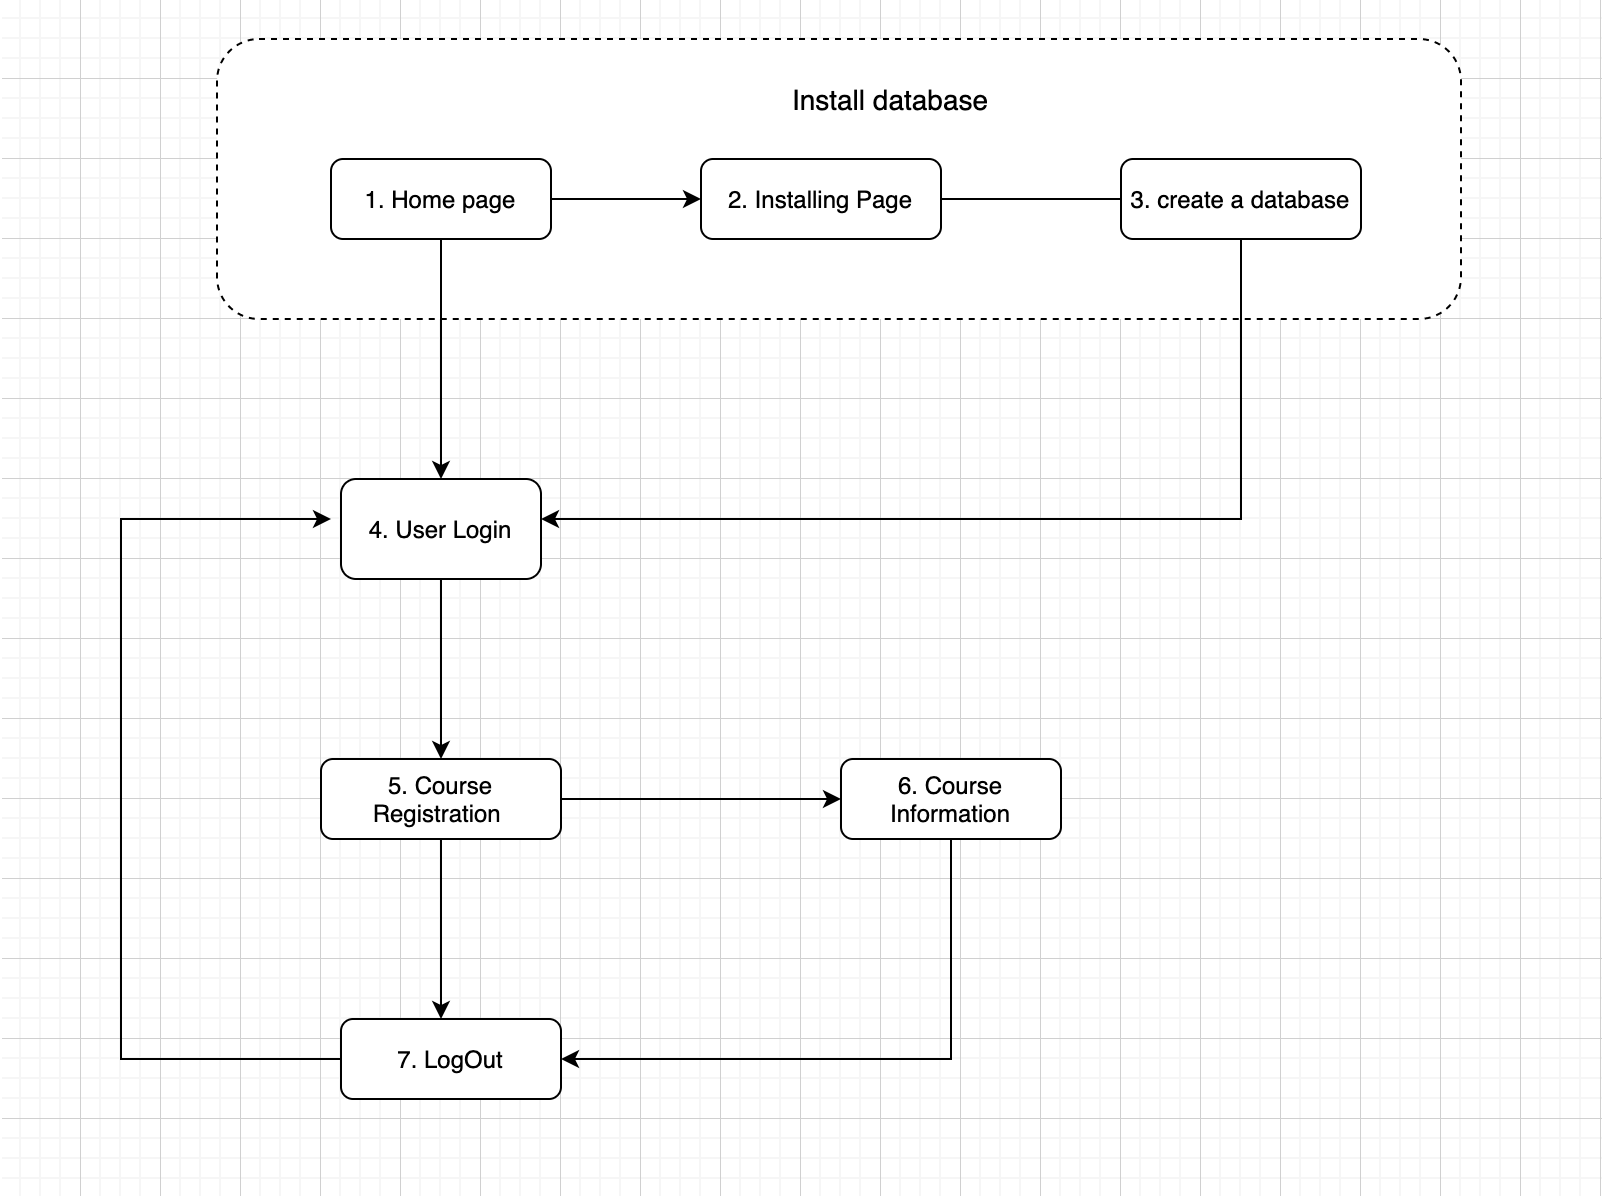 Install database
1. Home page
2. Installing Page
3. create a database
4. User Login
5. Course
Registration
6. Course
Information
7. LogOut